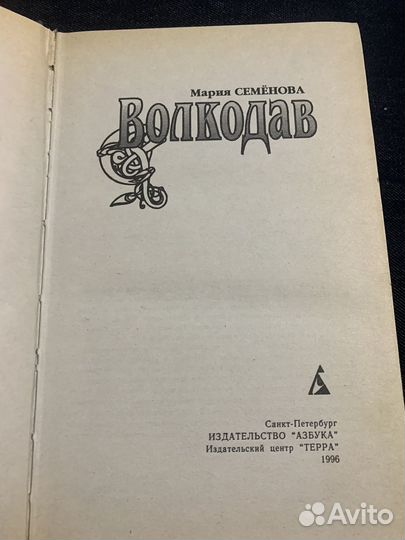 Мария СЕМЁНОВА
Волкодав
Санкт-Петербург
ИЗДАТЕЛЬСТВО "АЗБУКА"
Издательский центр "ТЕРРА"
1996
Avito